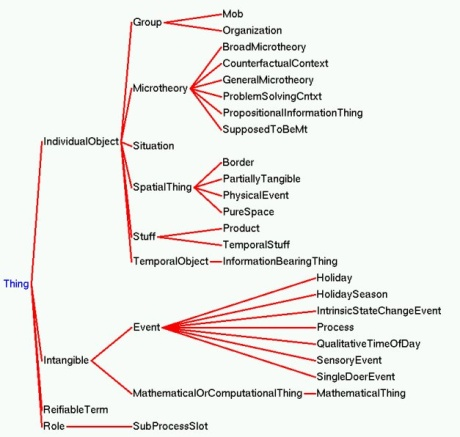 Mob
Group
Organization
BroadMicrotheory
CounterfactualContext
GeneralMicrotheory
Microtheory
ProblemSolvingCntxt
PropositionalInformationThing
SupposedToBeMt
IndividualObject
Situation
Border
PartiallyTangible
SpatialThing
PhysicalEvent
PureSpace
Stuff
Product
TemporalStuff
TemporalObject InformationBearingThing
Thing
Holiday
HolidaySeason
IntrinsicStateChangeEvent
Event
Process
QualitativeTimeOfDay
Intangible
SensoryEvent
SingleDoerEvent
MathematicalOrComputationalThing MathematicalThing
ReifiableTerm
Role SubProcessSlot